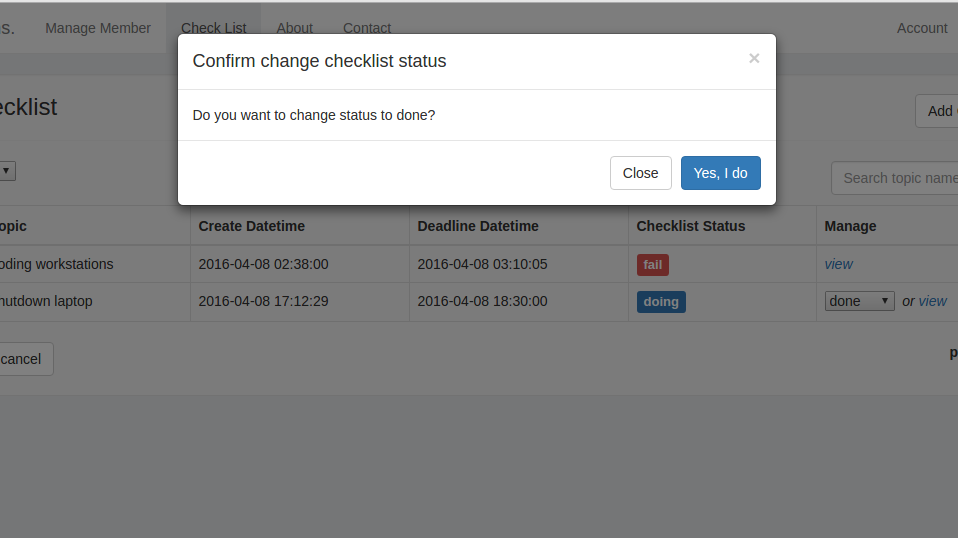 s. Manage Member Check List About Contact Account
Confirm change checklist status ×
Do you want to change status to done?
Close Yes, I do
ecklist
Add
Search topic name
opic Create Datetime Deadline Datetime Checklist Status Manage
oding workstations 2016-04-08 02:38:00 2016-04-08 03:10:05 fail view
nutdown laptop 2016-04-08 17:12:29 2016-04-08 18:30:00 doing done or view
cancel
p